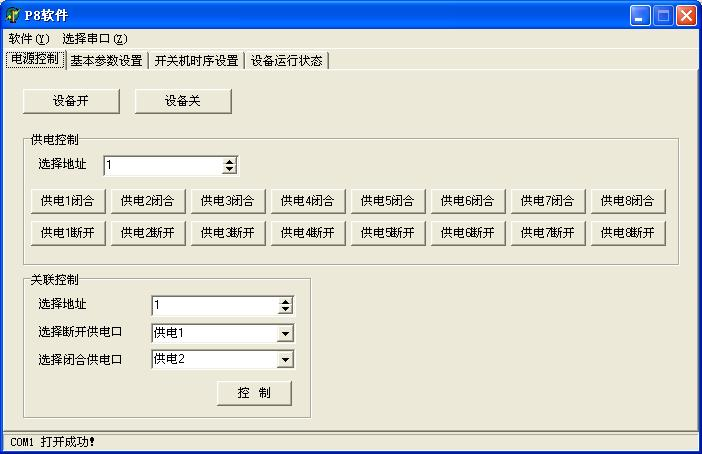 P8软件
软件(Y) 选择串口(Z)
电源控制 基本参数设置 开关机时序设置 设备运行状态
设备开 设备关
供电控制
选择地址 1
供电1闭合 供电2闭合 供电3闭合 供电4闭合 供电5闭合 供电6闭合 供电7闭合 供电8闭合
供电1断开 供电2断开 供电3断开 供电4断开 供电5断开 供电6断开 供电7断开 供电8断开
关联控制
选择地址 1
选择断开供电口 供电1
选择闭合供电口 供电2
控 制
COM1 打开成功!